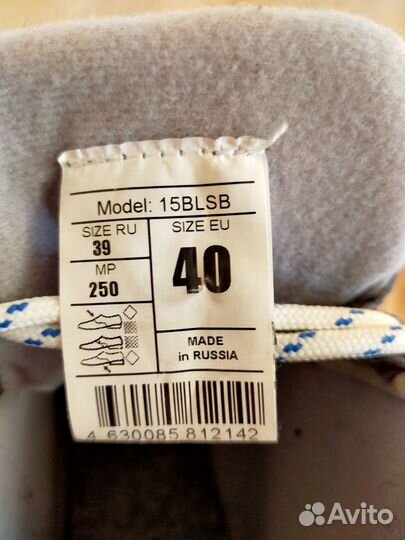 Model: 15BLSB
SIZE RU
39
MP
250
SIZE EU
40
MADE
in RUSSIA
4 630085 812142
Avito